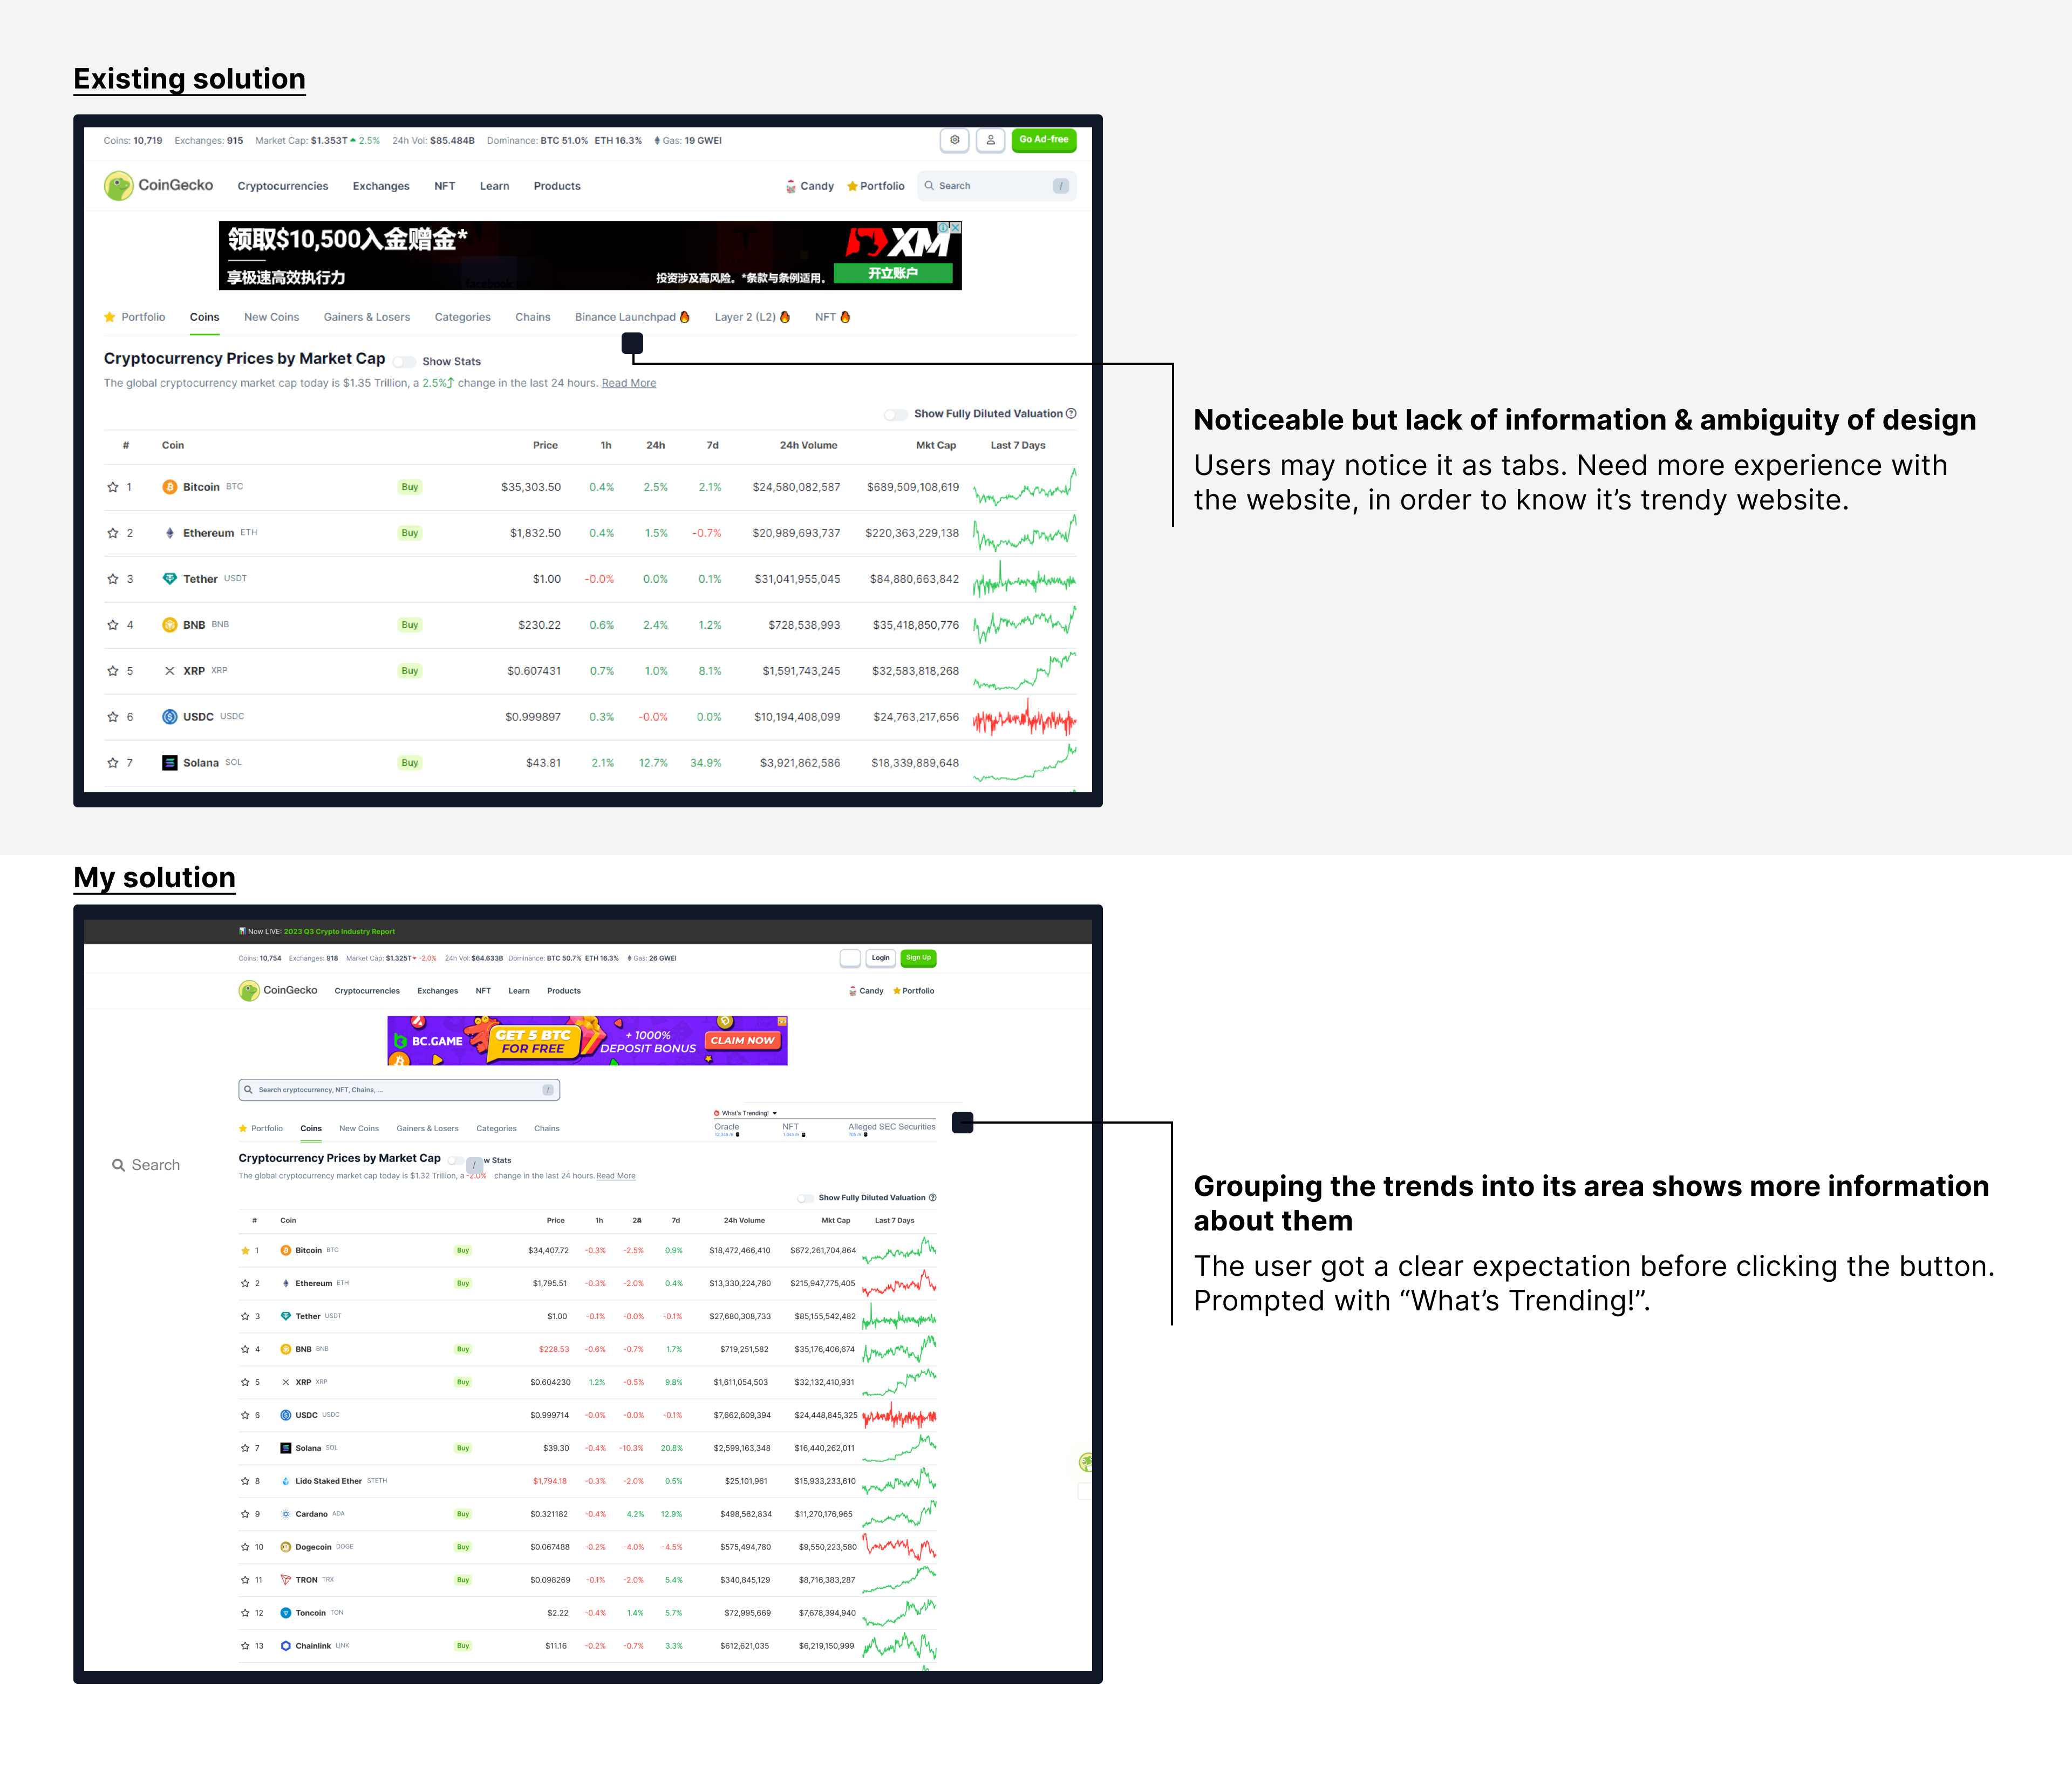 Existing solution
Coins: 10,719 Exchanges: 915 Market Cap: $1.353T 2.5% 24h Vol: $85.484B Dominance: BTC 51.0% ETH 16.3% Gas: 19 GWEI Go Ad-free
CoinGecko Cryptocurrencies Exchanges NFT Learn Products Candy Portfolio Search /
领取$10,500入金赠金*
享极速高效执行力
投资涉及高风险。*条款与条例适用。
XM
开立账户
Portfolio Coins New Coins Gainers & Losers Categories Chains Binance Launchpad Layer 2 (L2) NFT
Cryptocurrency Prices by Market Cap Show Stats
The global cryptocurrency market cap today is $1.35 Trillion, a 2.5% change in the last 24 hours. Read More
Show Fully Diluted Valuation
# Coin Price 1h 24h 7d 24h Volume Mkt Cap Last 7 Days
1 Bitcoin BTC Buy $35,303.50 0.4% 2.5% 2.1% $24,580,082,587 $689,509,108,619
2 Ethereum ETH Buy $1,832.50 0.4% 1.5% -0.7% $20,989,693,737 $220,363,229,138
3 Tether USDT $1.00 -0.0% 0.0% 0.1% $31,041,955,045 $84,880,663,842
4 BNB BNB Buy $230.22 0.6% 2.4% 1.2% $728,538,993 $35,418,850,776
5 XRP XRP Buy $0.607431 0.7% 1.0% 8.1% $1,591,743,245 $32,583,818,268
6 USDC USDC $0.999897 0.3% -0.0% 0.0% $10,194,408,099 $24,763,217,656
7 Solana SOL Buy $43.81 2.1% 12.7% 34.9% $3,921,862,586 $18,339,889,648
Noticeable but lack of information & ambiguity of design
Users may notice it as tabs. Need more experience with
the website, in order to know it's trendy website.
My solution
Now LIVE: 2023 Q3 Crypto Industry Report
Coins: 10,754 Exchanges: 918 Market Cap: $1.325T -2.0% 24h Vol: $64.633B Dominance: BTC 50.7% ETH 16.3% Gas: 26 GWEI Login Sign Up
CoinGecko Cryptocurrencies Exchanges NFT Learn Products Candy Portfolio
BC.GAME
GET 5 BTC
FOR FREE
+ 1000%
DEPOSIT BONUS
CLAIM NOW
Search cryptocurrency, NFT, Chains, ... /
What's Trending!
Oracle NFT Alleged SEC Securities
Portfolio Coins New Coins Gainers & Losers Categories Chains
Search
Cryptocurrency Prices by Market Cap / w Stats
The global cryptocurrency market cap today is $1.32 Trillion, a -2.0% change in the last 24 hours. Read More
Show Fully Diluted Valuation
# Coin Price 1h 7d 24h Volume Mkt Cap Last 7 Days
1 Bitcoin BTC Buy $34,407.72 -0.3% -2.5% 0.9% $18,472,466,410 $672,261,704,864
2 Ethereum ETH Buy $1,795.51 -0.3% -2.0% 0.4% $13,330,224,780 $215,947,775,405
3 Tether USDT $1.00 -0.1% -0.0% -0.1% $27,680,308,733 $85,155,542,482
4 BNB BNB Buy $228.53 -0.6% -0.7% 1.7% $719,251,582 $35,176,406,674
5 XRP XRP Buy $0.604230 1.2% -0.5% 9.8% $1,611,054,503 $32,132,410,931
6 USDC USDC $0.999714 -0.0% -0.0% -0.1% $7,662,609,394 $24,448,845,325
7 Solana SOL Buy $39.30 -0.4% -10.3% 20.8% $2,599,163,348 $16,440,262,011
8 Lido Staked Ether STETH $1,794.18 -0.3% -2.0% 0.5% $25,101,961 $15,933,233,610
9 Cardano ADA Buy $0.321182 -0.4% 4.2% 12.9% $498,562,834 $11,270,176,965
10 Dogecoin DOGE Buy $0.067488 -0.2% -4.0% -4.5% $575,494,780 $9,550,223,580
11 TRON TRX Buy $0.098269 -0.1% -2.0% 5.4% $340,845,129 $8,716,383,287
12 Toncoin TON $2.22 -0.4% 1.4% 5.7% $72,995,669 $7,678,394,940
13 Chainlink LINK Buy $11.16 -0.2% -0.7% 3.3% $612,621,035 $6,219,150,999
Grouping the trends into its area shows more information
about them
The user got a clear expectation before clicking the button.
Prompted with “What's Trending!”.